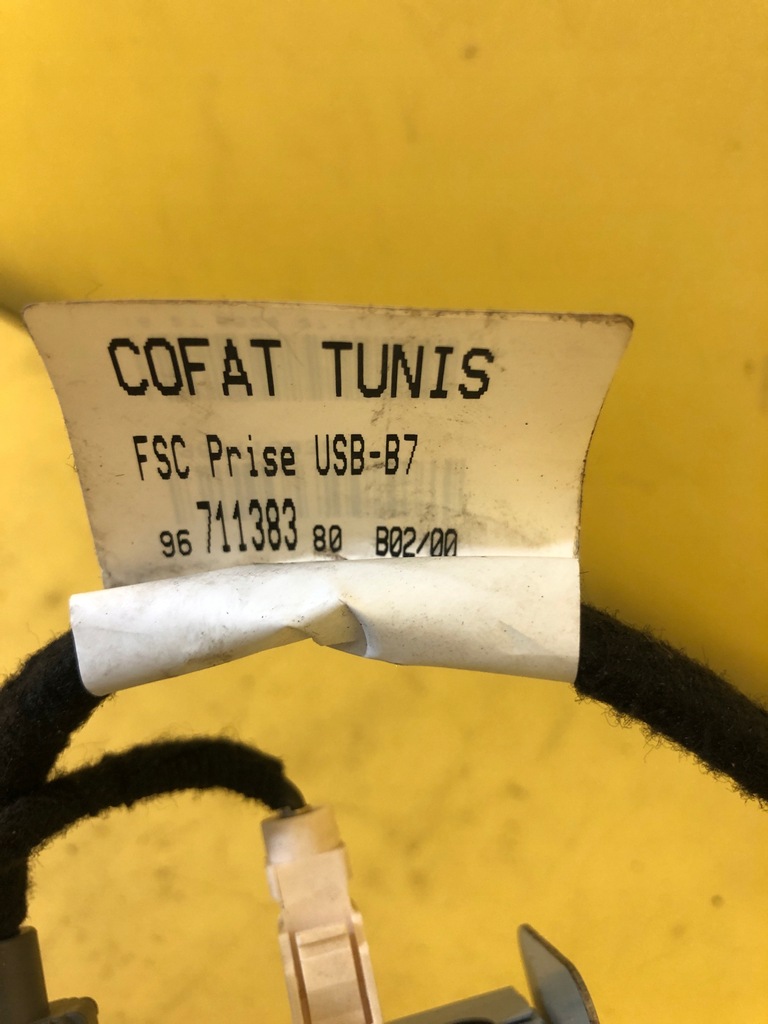 COFAT TUNIS
FSC Prise USB-B7
96 711383 80 B02/00